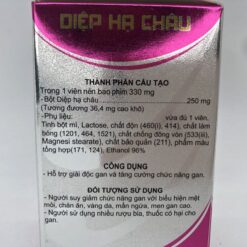 DIỆP HẠ CHÂU
THÀNH PHẦN CẤU TẠO
Trong 1 viên nén bao phim 330 mg
-Bột Diệp hạ châu 250 mg
(Tương đương 36,4 mg cao khô)
-Phụ liệu: vừa đủ 1 viên.
Tinh bột mì, Lactose, chất độn (460(i), 414), chất làm
bóng (1201, 464, 1521), chất chống đông vón (533(iii),
Magnesi stearate), chất bảo quản (211), phẩm
màu tổng hợp(171, 124), Ethanol 96%
CÔNG DỤNG
- Hỗ trợ giải độc gan và tăng cường chức năng gan.
ĐỐI TƯỢNG SỬ DỤNG
- Người suy giảm chức năng gan với biểu hiện mệt
mỏi, chán ăn, vàng da, mẩn ngứa, men gan cao.
- Người sử dụng nhiều rượu bia, thuốc có hại cho
gan.